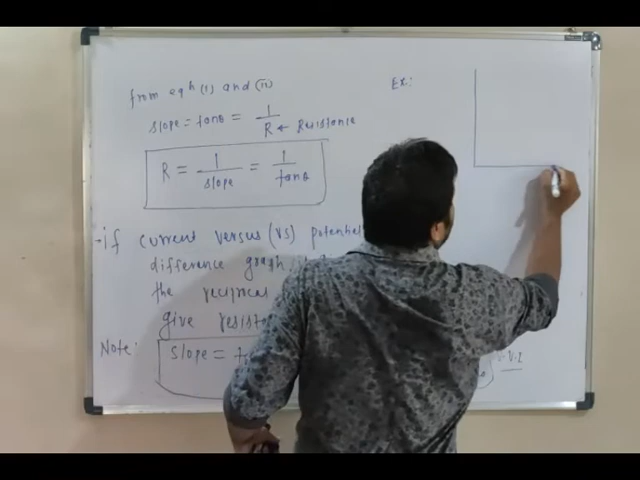 from eqn (i) and (ii)
slope = tanθ = 1/R ← Resistance
R = 1/slope = 1/tanθ
- if current versus (vs) potential
difference graph
the reciprocal
give resist
Note:
slope =
Ex: